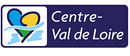 Centre-
Val de Loire